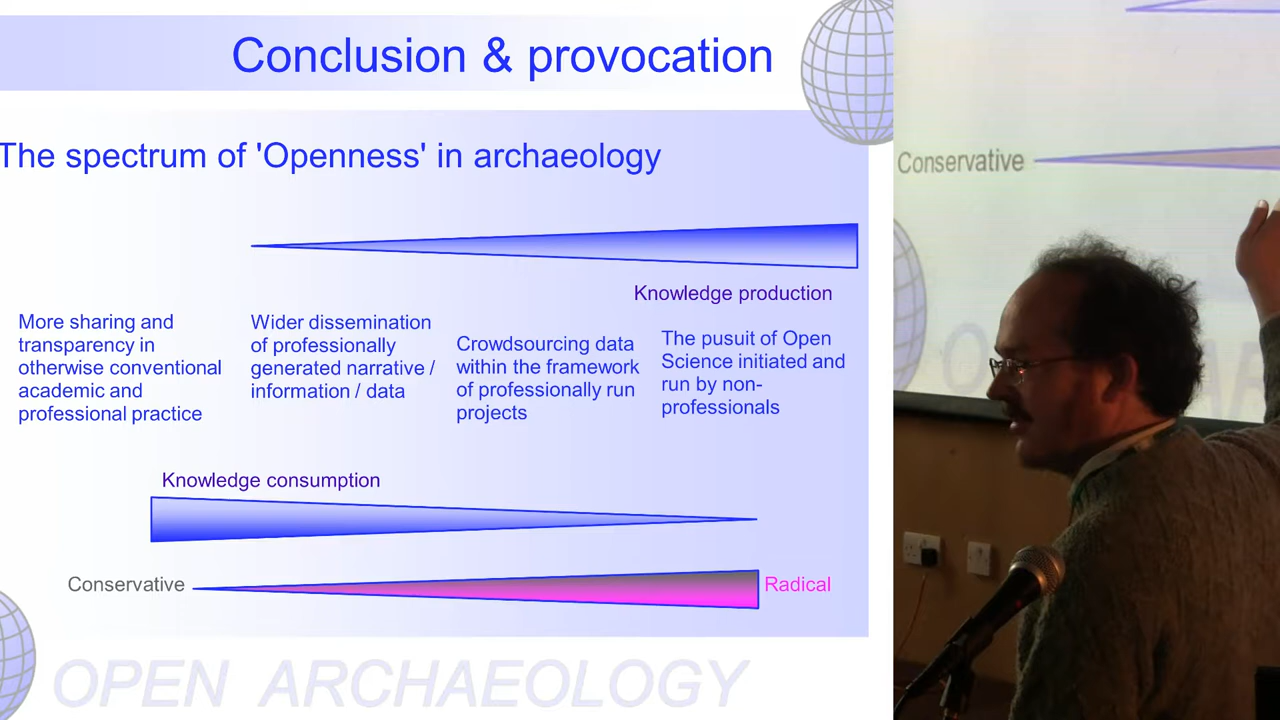 Conclusion & provocation
The spectrum of 'Openness' in archaeology
Knowledge production
More sharing and
transparency in
otherwise conventional
academic and
professional practice
Wider dissemination
of professionally
generated narrative /
information / data
Crowdsourcing data
within the framework
of professionally run
projects
The pusuit of Open
Science initiated and
run by non-
professionals
Knowledge consumption
Conservative
Radical
OPEN ARCHAEOLOGY
Conservative